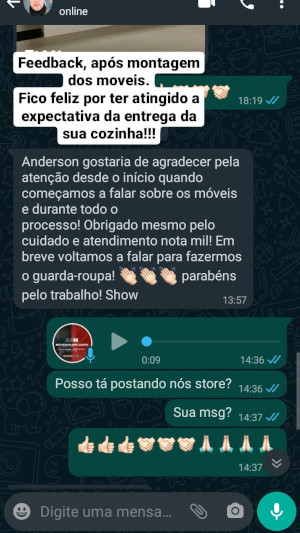 online
Feedback, após montagem
dos moveis.
Fico feliz por ter atingido a
expectativa da entrega da
sua cozinha!!!
18:19
Anderson gostaria de agradecer pela
atenção desde o início quando
começamos a falar sobre os móveis
e durante todo o
processo! Obrigado mesmo pelo
cuidado e atendimento nota mil! Em
breve voltamos a falar para fazermos
o guarda-roupa! 👏🏻👏🏻👏🏻 parabéns
pelo trabalho! Show
13:57
0:09
14:36
Posso tá postando nós store?
14:36
Sua msg?
14:37
👍🏻👍🏻👍🏻🤝🏻🤝🏻🤝🏻🙏🏻🙏🏻🙏🏻🙏🏻
14:37
Digite uma mensa...